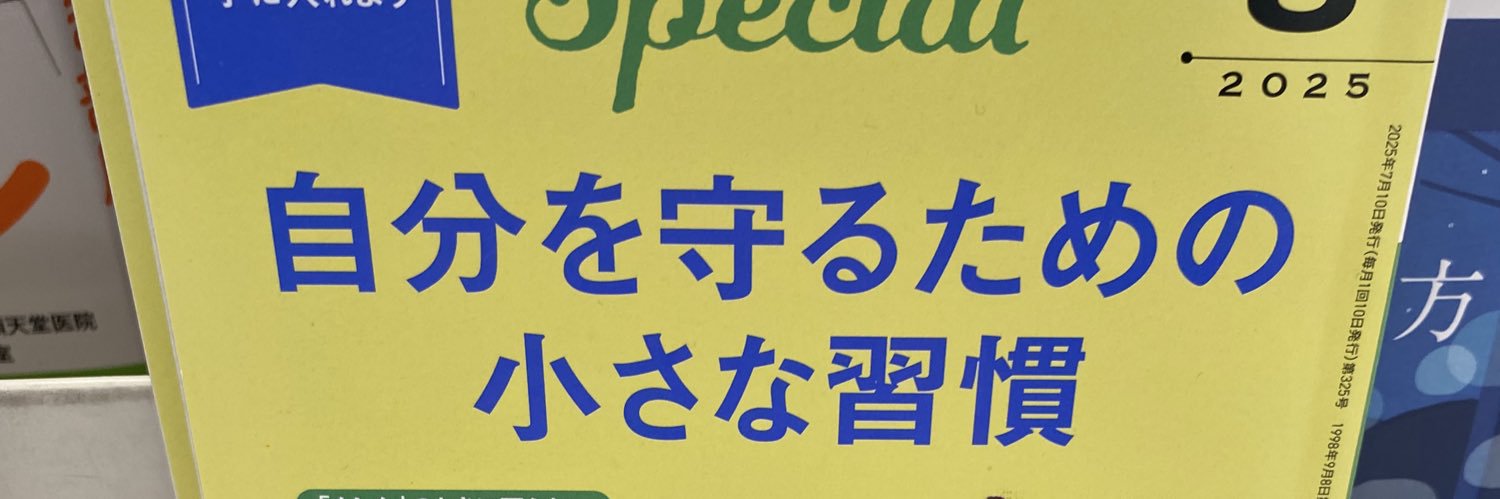 Special
2025
自分を守るための
小さな習慣
2025年7月10日発行(毎月1回10日発行)第325号 1998年9月8日
天堂医院
方